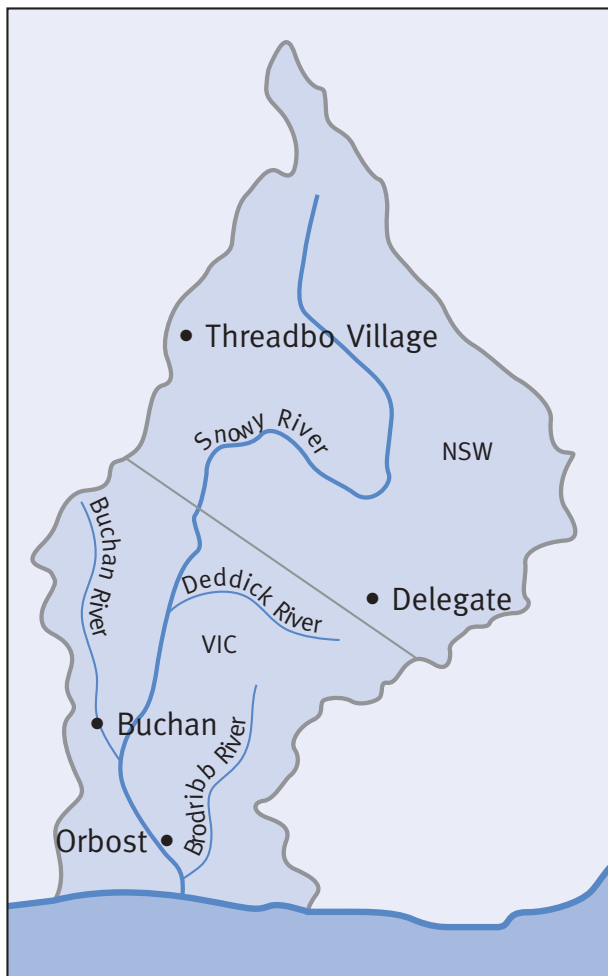 Threadbo Village
Snowy River
NSW
Buchan River
Deddick River
Delegate
VIC
Buchan
Brodribb River
Orbost